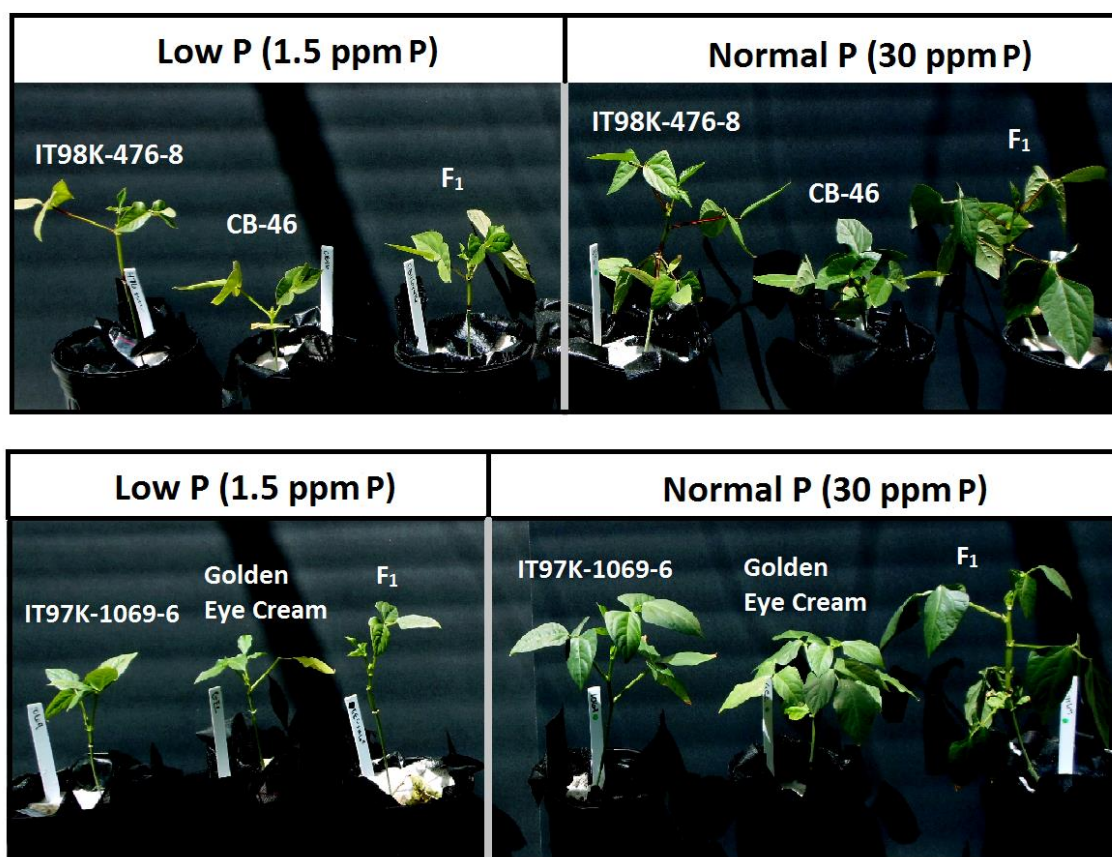 Low P (1.5 ppm P)
Normal P (30 ppm P)
IT98K-476-8
CB-46
F₁
IT98K-476-8
CB-46
F₁
Low P (1.5 ppm P)
Normal P (30 ppm P)
IT97K-1069-6
Golden
Eye Cream
F₁
IT97K-1069-6
Golden
Eye Cream
F₁